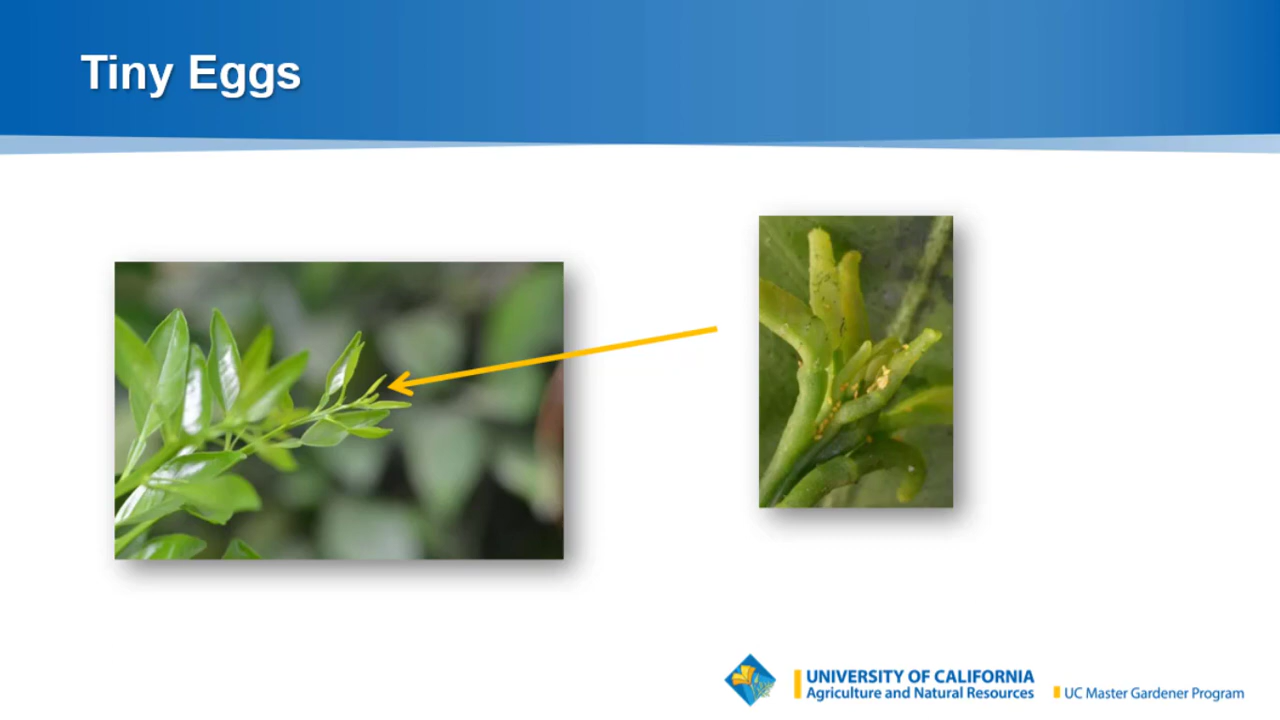 Tiny Eggs
UNIVERSITY OF CALIFORNIA
Agriculture and Natural Resources
UC Master Gardener Program